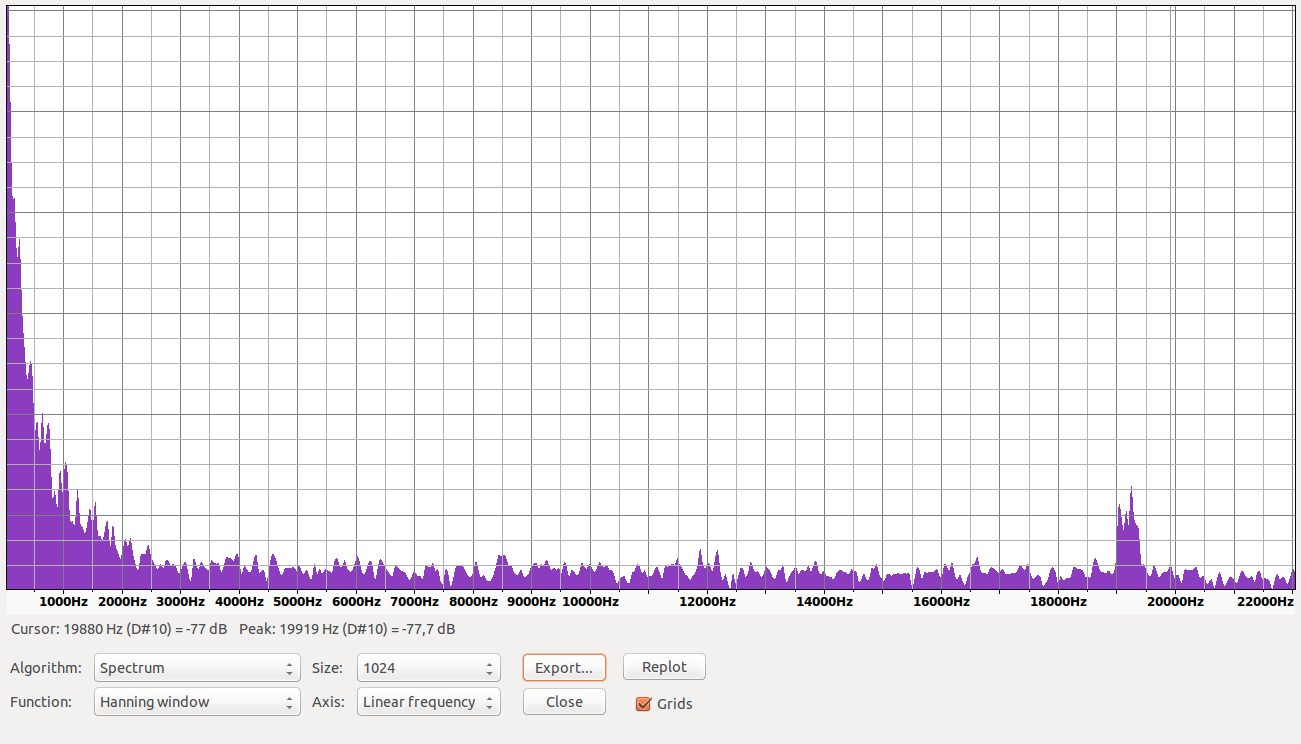 1000Hz 2000Hz 3000Hz 4000Hz 5000Hz 6000Hz 7000Hz 8000Hz 9000Hz 10000Hz 12000Hz 14000Hz 16000Hz 18000Hz 20000Hz 22000Hz
Cursor: 19880 Hz (D#10) = -77 dB Peak: 19919 Hz (D#10) = -77,7 dB
Algorithm: Spectrum Size: 1024 Export... Replot
Function: Hanning window Axis: Linear frequency Close Grids